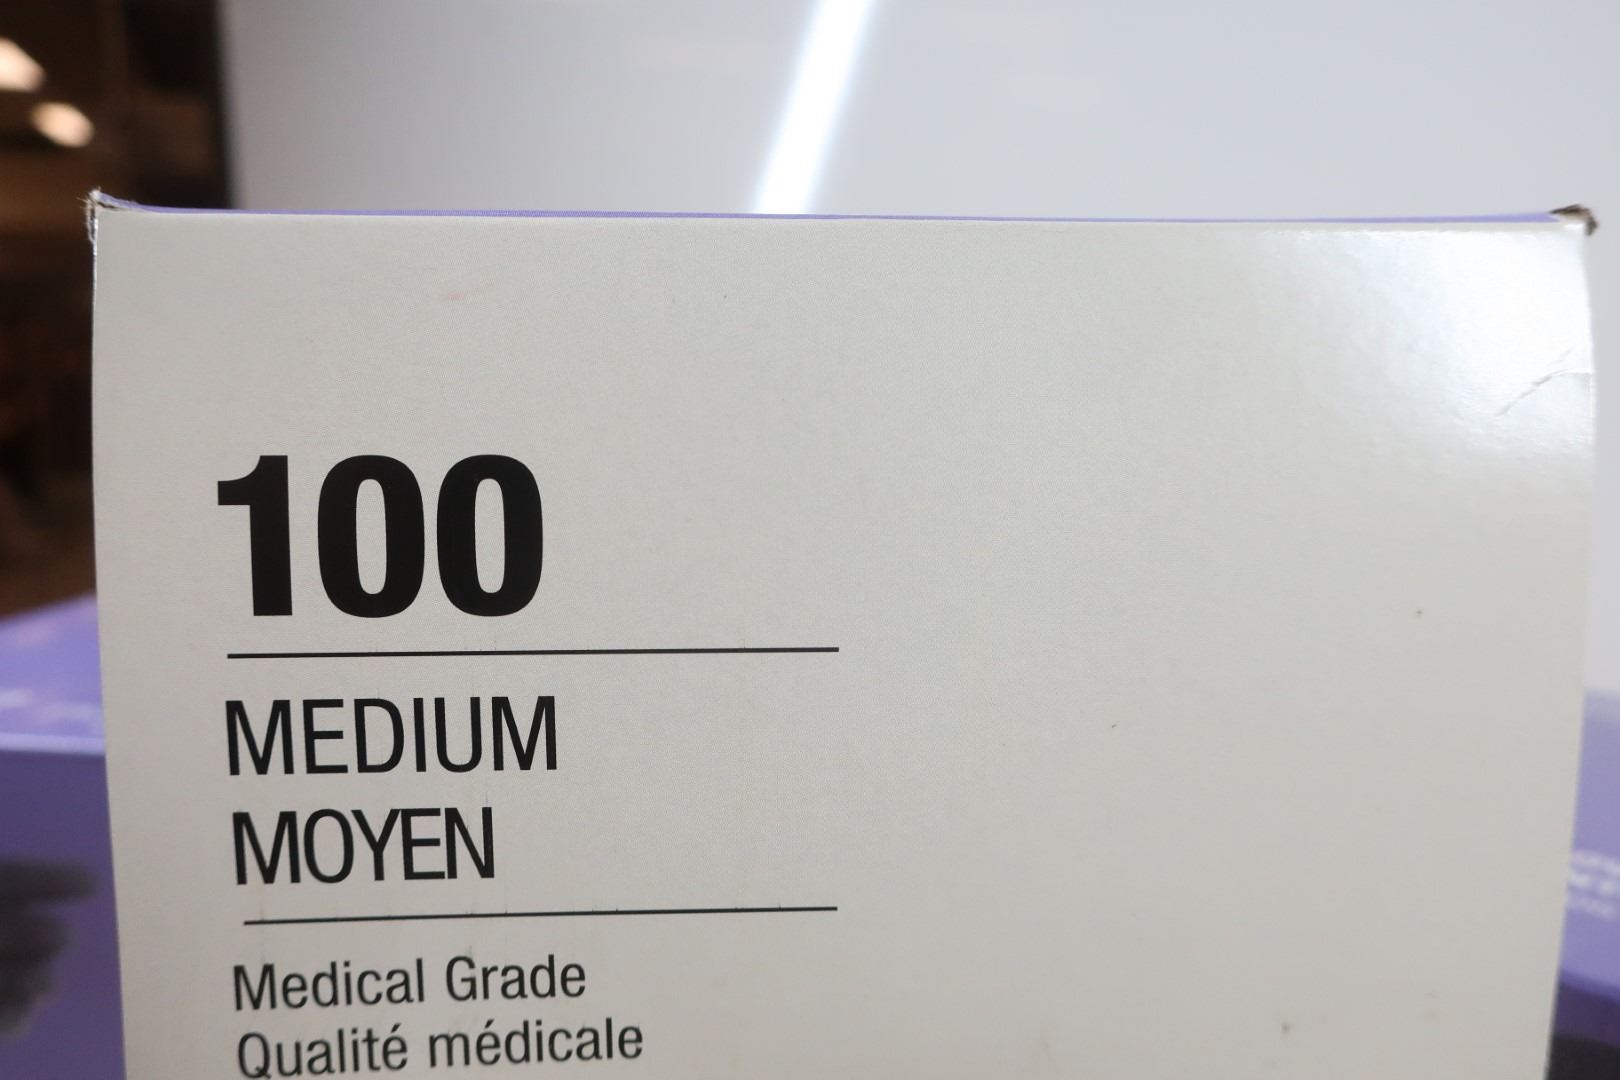 100
MEDIUM
MOYEN
Medical Grade
Qualité médicale